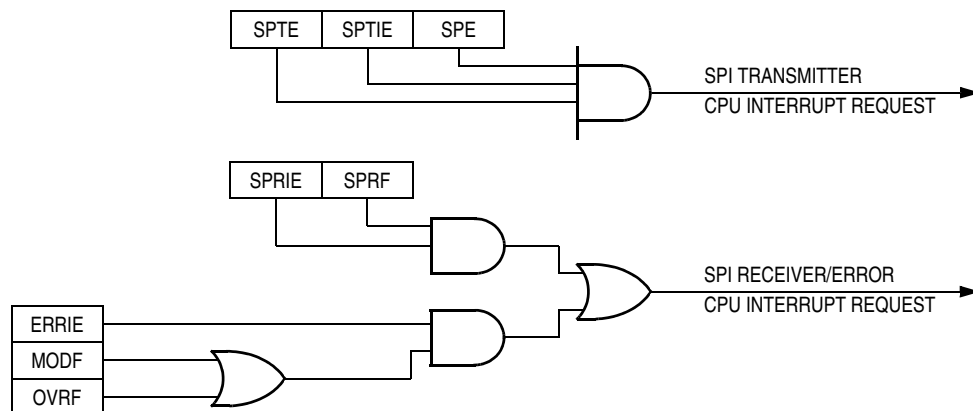 SPTE SPTIE SPE
SPI TRANSMITTER
CPU INTERRUPT REQUEST
SPRIE SPRF
SPI RECEIVER/ERROR
CPU INTERRUPT REQUEST
ERRIE
MODF
OVRF